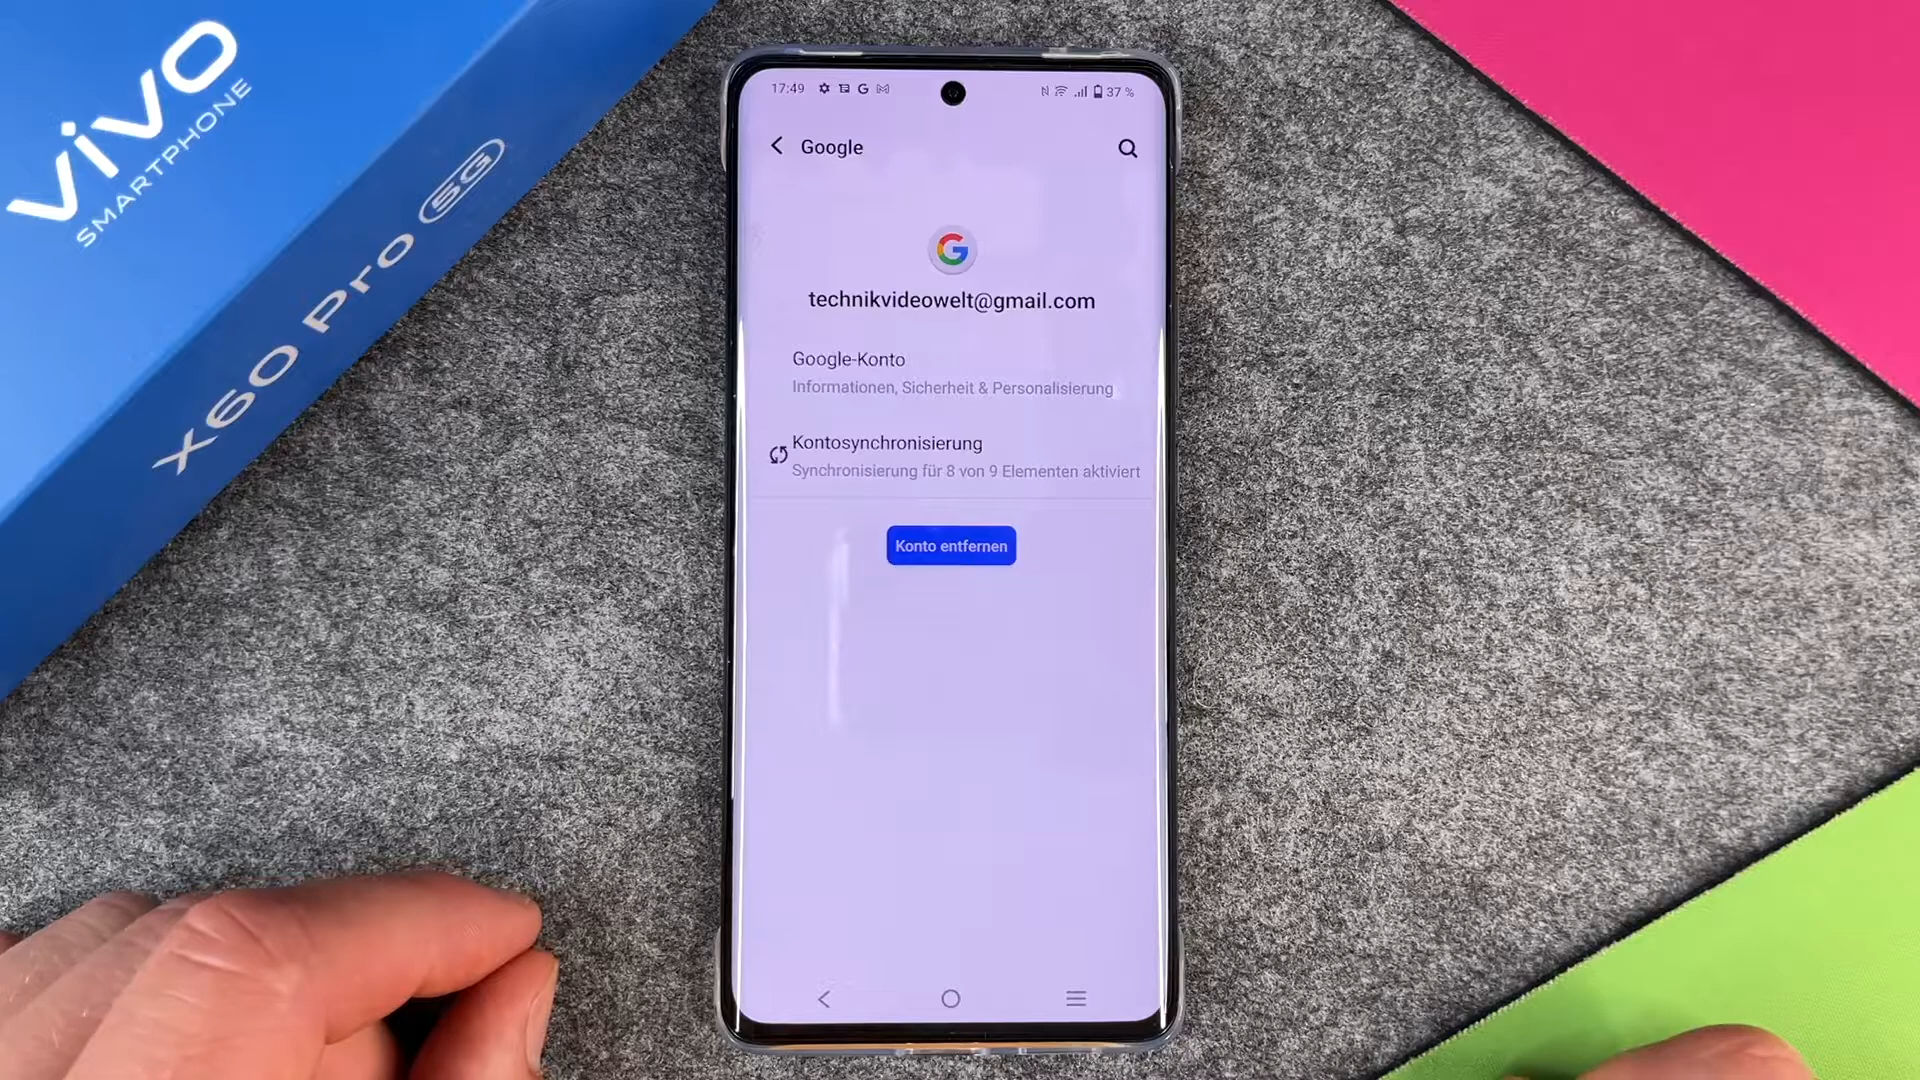 vivo
SMARTPHONE
X60 Pro 5G
17:49
37 %
Google
technikvideowelt@gmail.com
Google-Konto
Informationen, Sicherheit & Personalisierung
Kontosynchronisierung
Synchronisierung für 8 von 9 Elementen aktiviert
Konto entfernen